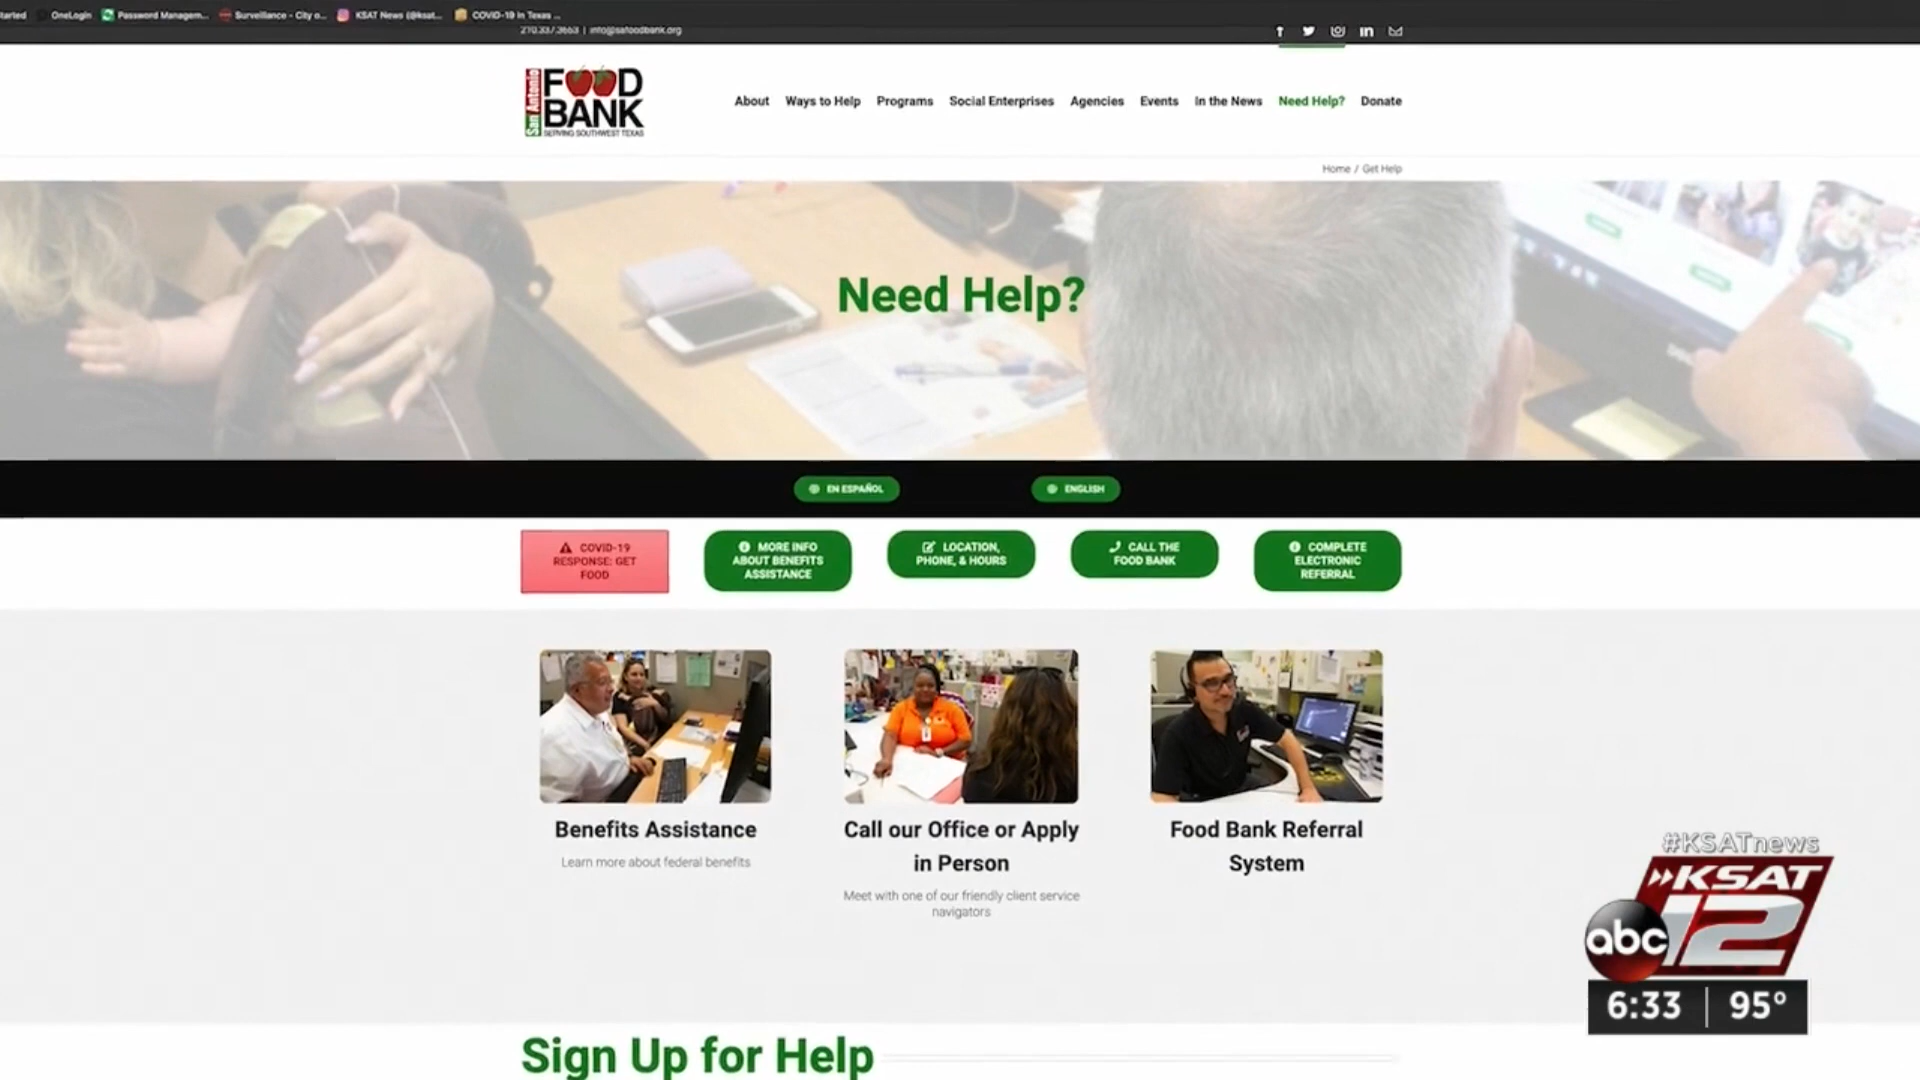 tarted OneLogin Password Managem... Surveillance - City o... KSAT News (@ksat... COVID-19 in Texas ...
210.337.3663 | info@safoodbank.org
San Antonio
FOOD
BANK
SERVING SOUTHWEST TEXAS
About Ways to Help Programs Social Enterprises Agencies Events In the News Need Help? Donate
Home / Get Help
Need Help?
EN ESPAÑOL
ENGLISH
COVID-19
RESPONSE: GET
FOOD
MORE INFO
ABOUT BENEFITS
ASSISTANCE
LOCATION,
PHONE, & HOURS
CALL THE
FOOD BANK
COMPLETE
ELECTRONIC
REFERRAL
Benefits Assistance
Learn more about federal benefits
Call our Office or Apply
in Person
Meet with one of our friendly client service
navigators
Food Bank Referral
System
#KSATnews
KSAT
abc 12
6:33 | 95°
Sign Up for Help